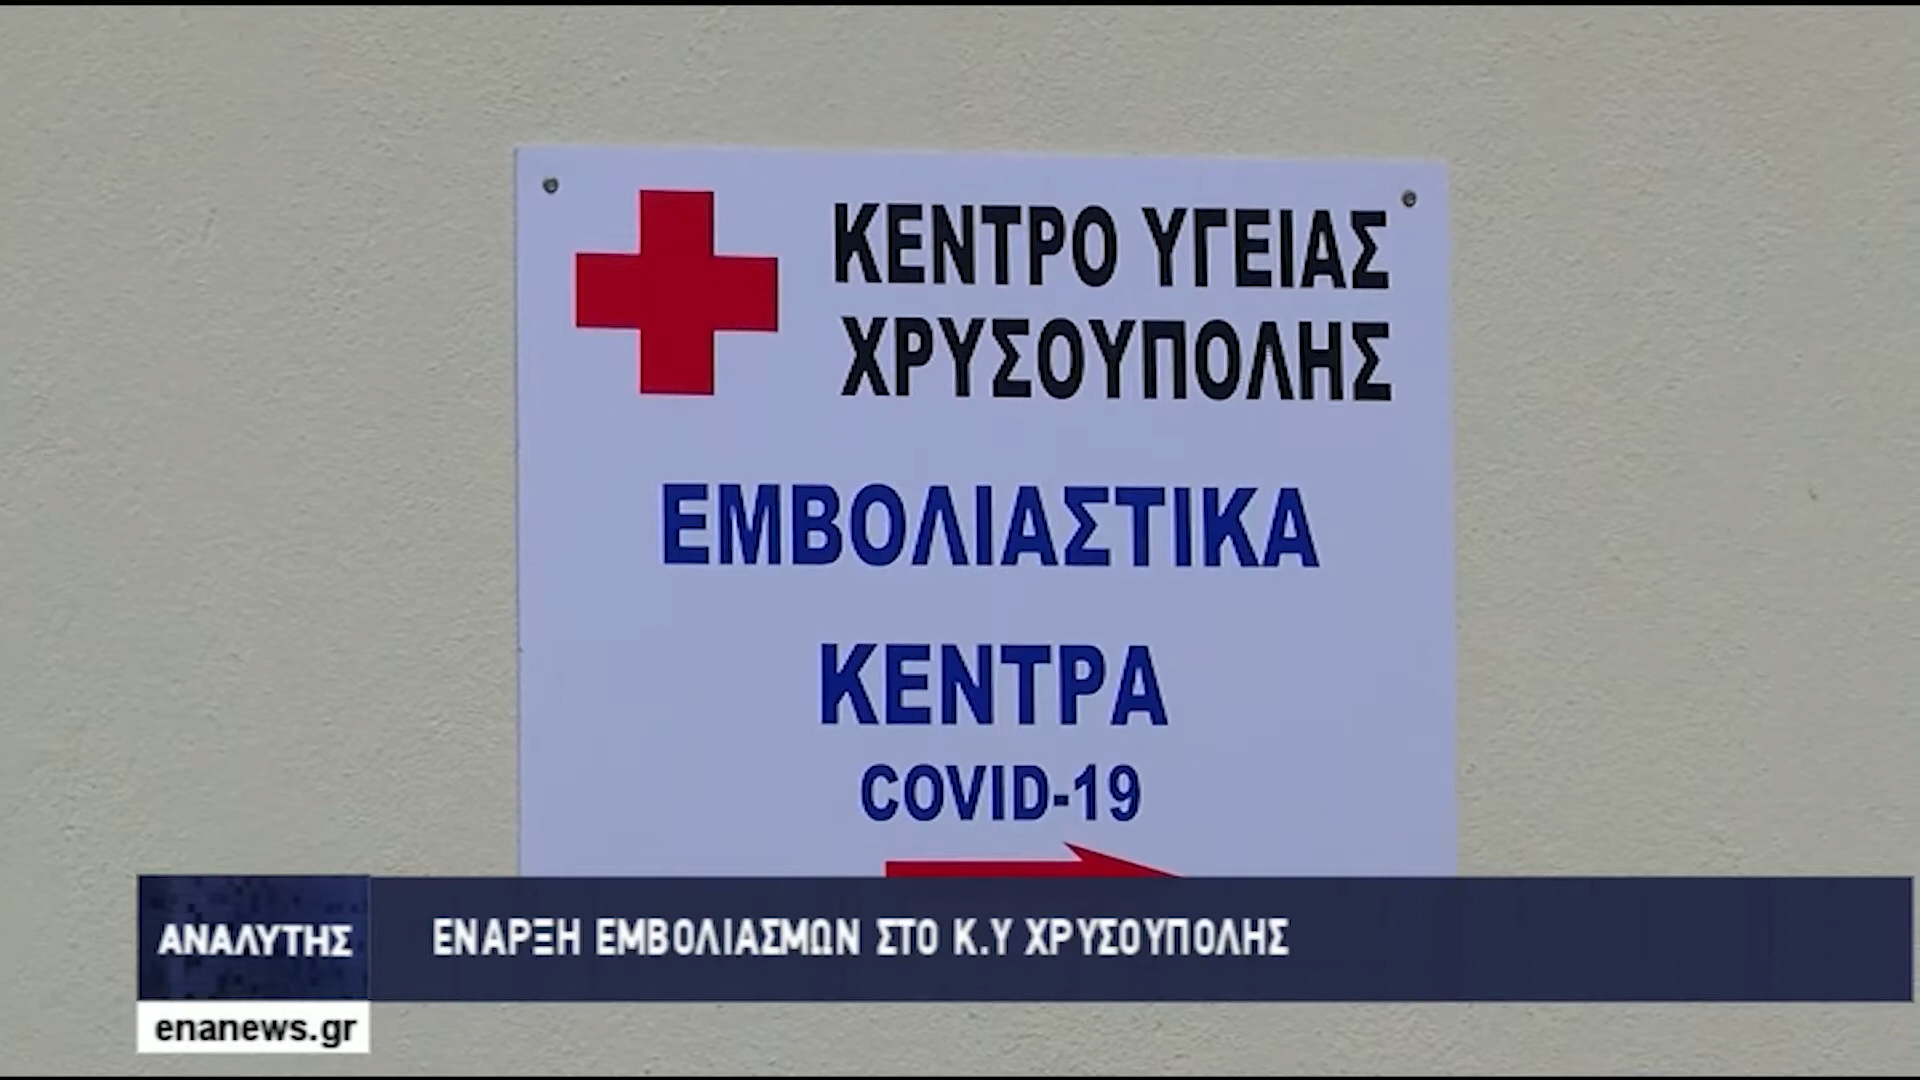 ΚΕΝΤΡΟ ΥΓΕΙΑΣ
ΧΡΥΣΟΥΠΟΛΗΣ
ΕΜΒΟΛΙΑΣΤΙΚΑ
ΚΕΝΤΡΑ
COVID-19
ΑΝΑΛΥΤΗΣ
ΕΝΑΡΞΗ ΕΜΒΟΛΙΑΣΜΩΝ ΣΤΟ Κ.Υ ΧΡΥΣΟΥΠΟΛΗΣ
enanews.gr